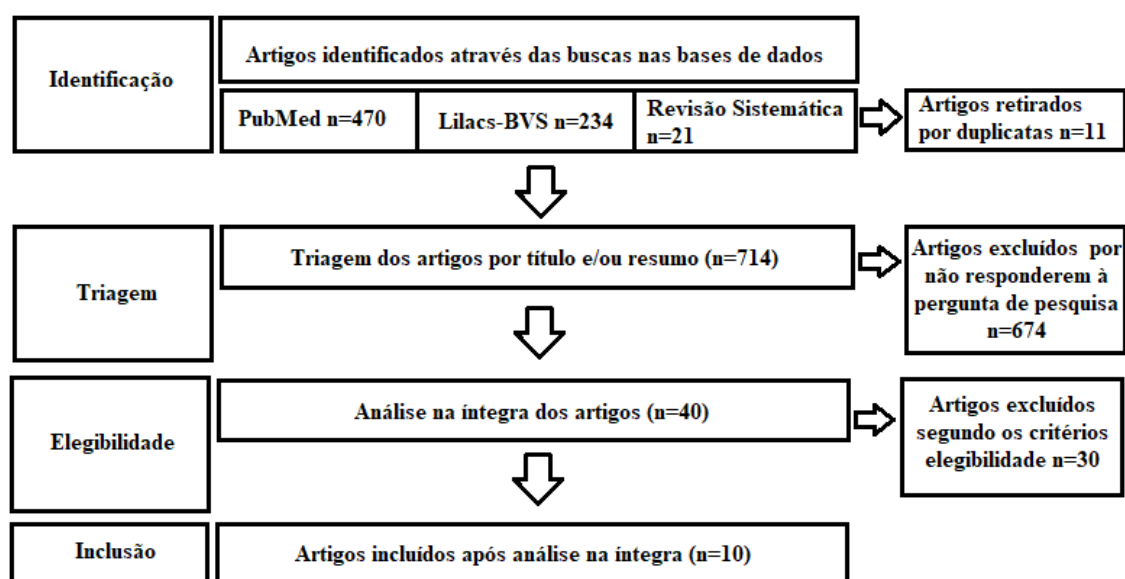 Identificação
Artigos identificados através das buscas nas bases de dados
PubMed n=470
Lilacs-BVS n=234
Revisão Sistemática
n=21
Artigos retirados
por duplicatas n=11
Triagem
Triagem dos artigos por título e/ou resumo (n=714)
Artigos excluídos por
não responderem à
pergunta de pesquisa
n=674
Elegibilidade
Análise na íntegra dos artigos (n=40)
Artigos excluídos
segundo os critérios
elegibilidade n=30
Inclusão
Artigos incluídos após análise na íntegra (n=10)